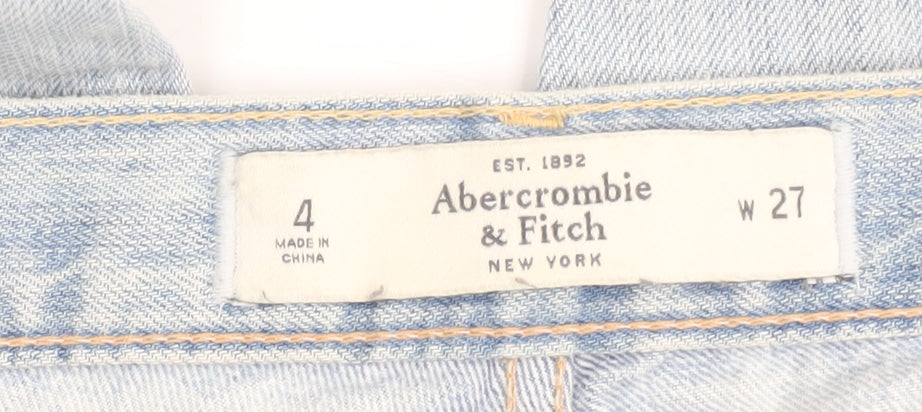 EST. 1892
Abercrombie
& Fitch
NEW YORK
4
MADE IN
CHINA
W 27